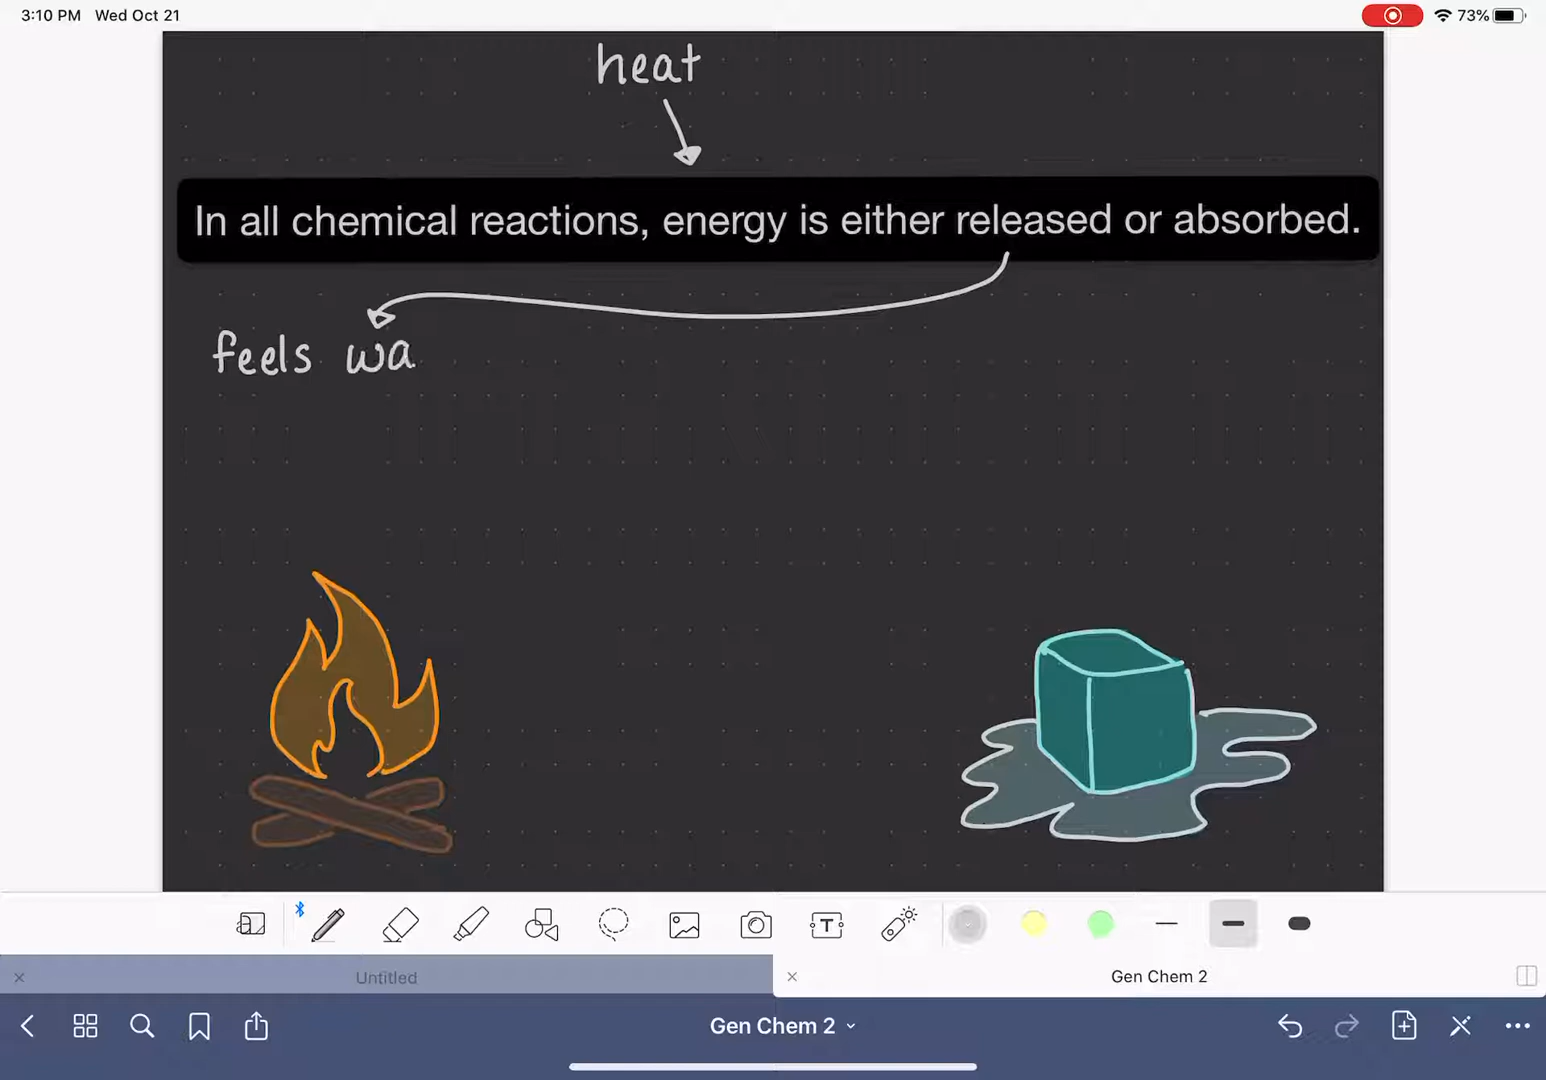 3:10 PM Wed Oct 21
73%
heat
In all chemical reactions, energy is either released or absorbed.
feels wa
a
T
Untitled
Gen Chem 2
Gen Chem 2